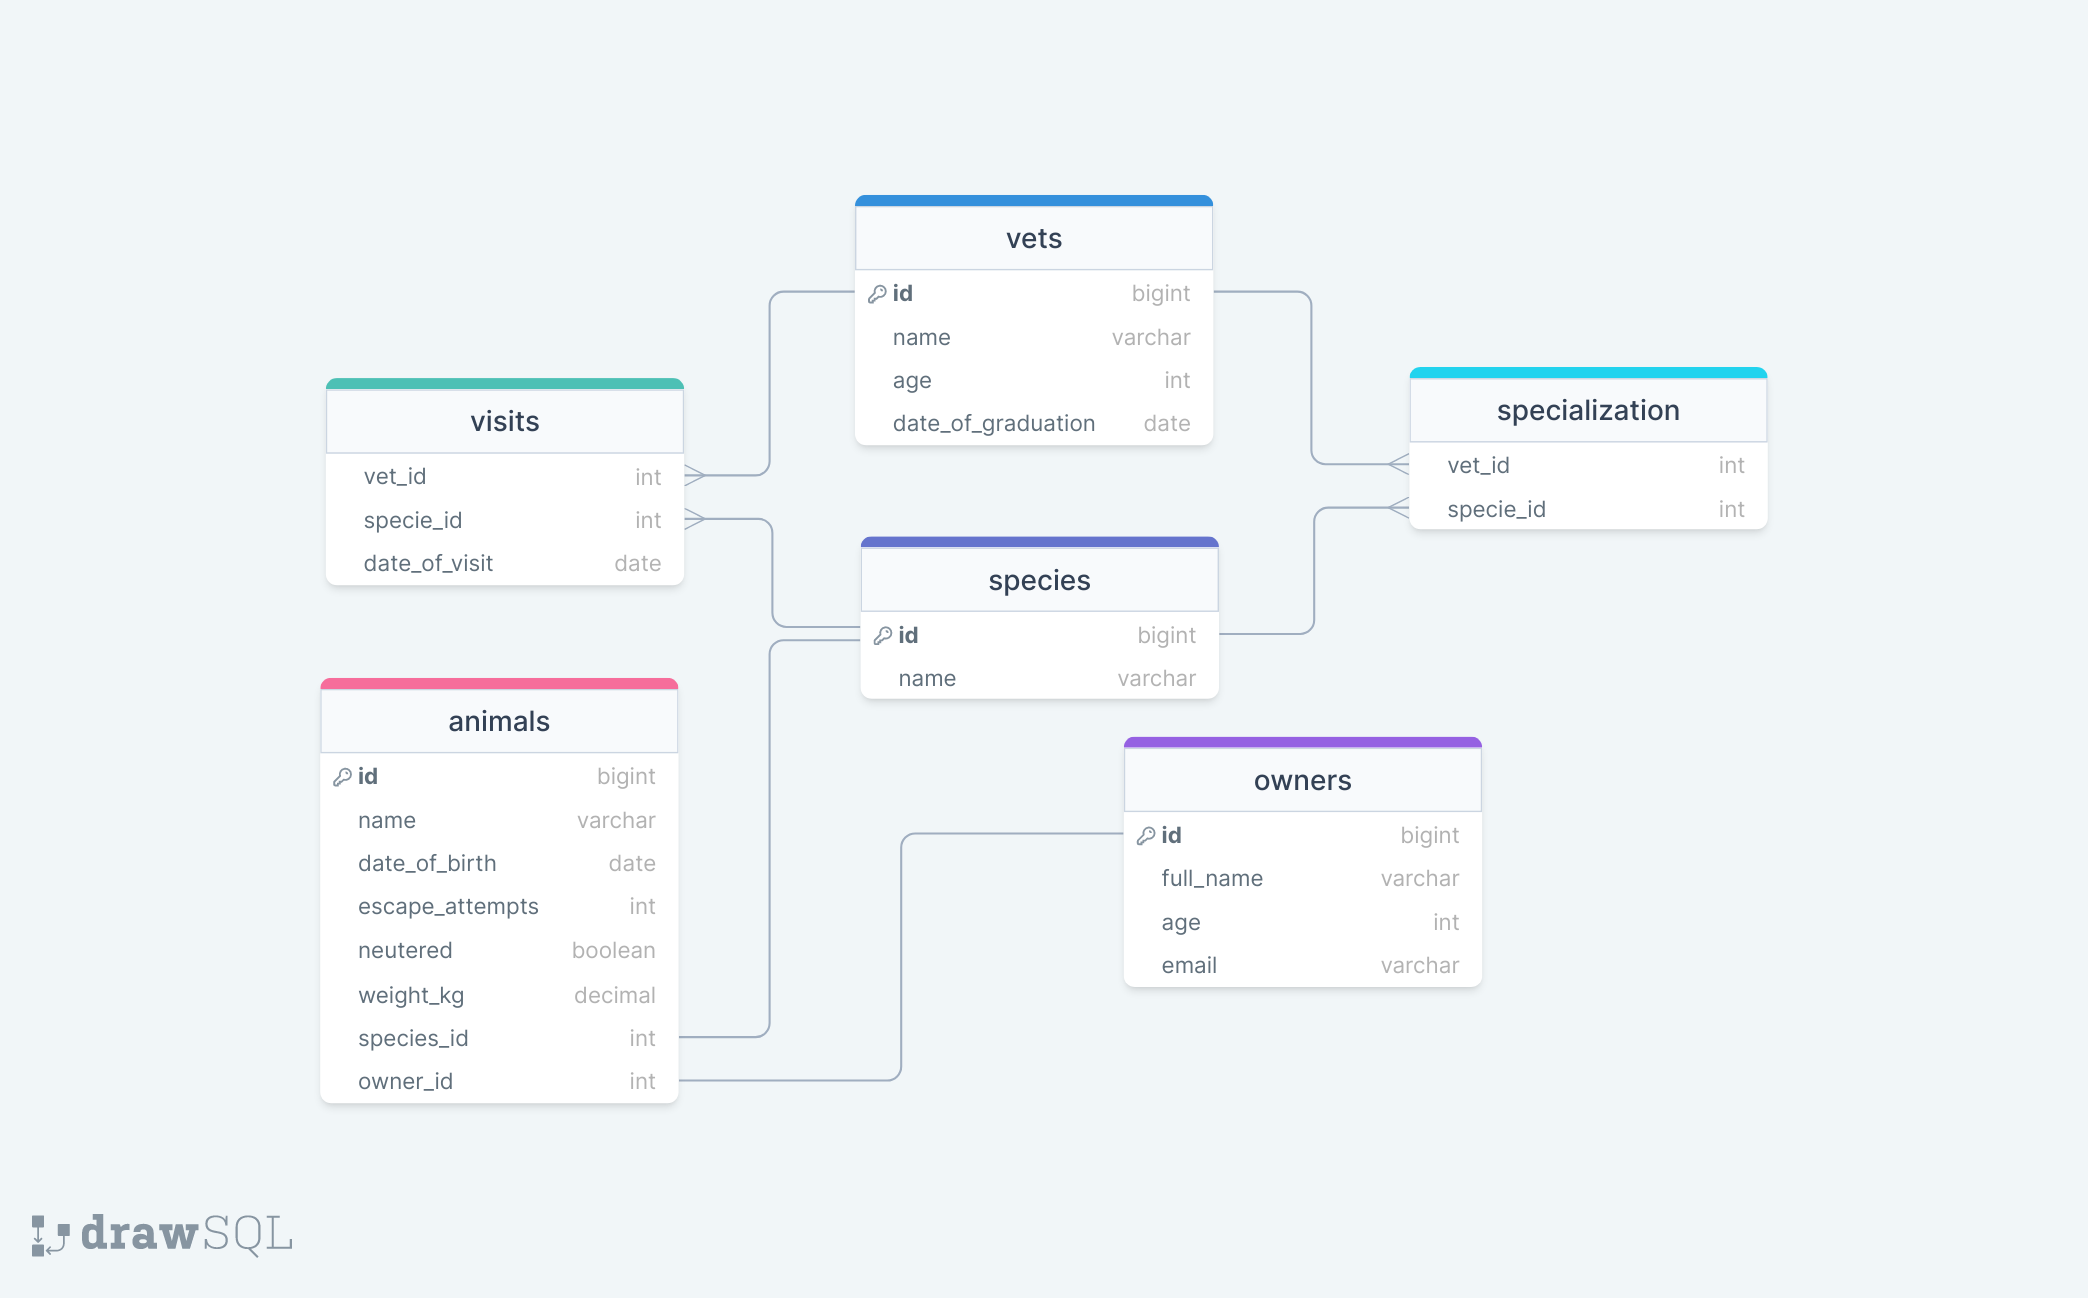 vets
id bigint
name varchar
age int
date_of_graduation date
visits
vet_id int
specie_id int
date_of_visit date
specialization
vet_id int
specie_id int
species
id bigint
name varchar
animals
id bigint
name varchar
date_of_birth date
escape_attempts int
neutered boolean
weight_kg decimal
species_id int
owner_id int
owners
id bigint
full_name varchar
age int
email varchar
drawSQL